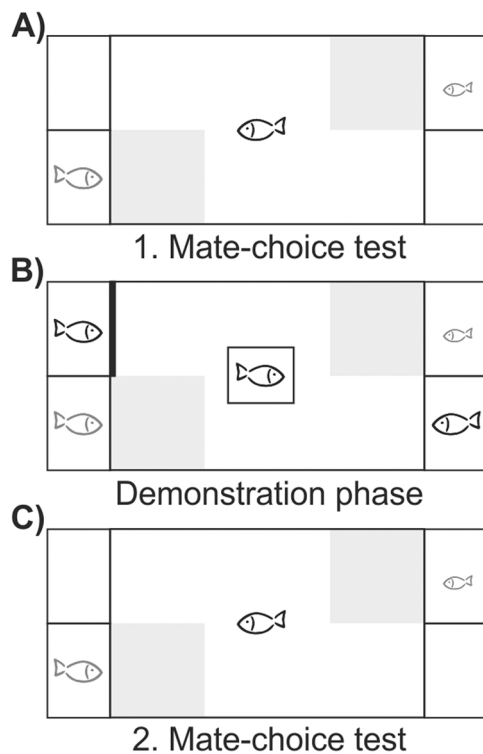 A)
1. Mate-choice test
B)
Demonstration phase
C)
2. Mate-choice test